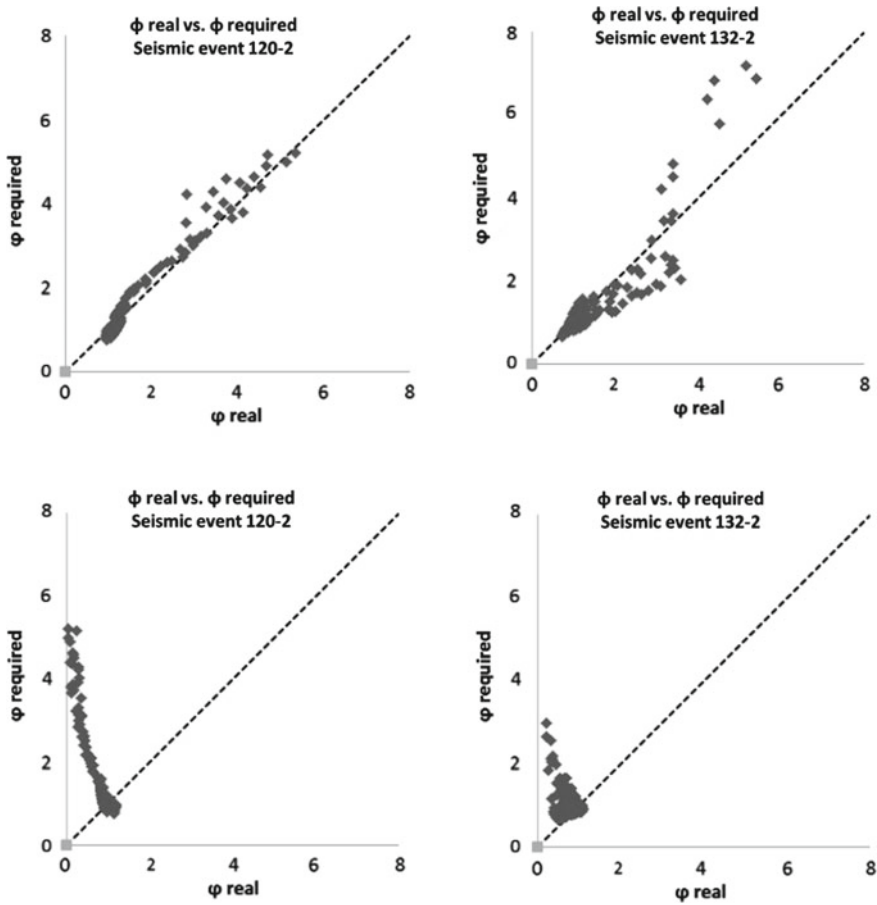 ϕ real vs. ϕ required
Seismic event 120-2
8
6
4
2
0
0
2
4
6
8
φ required
φ real
ϕ real vs. ϕ required
Seismic event 132-2
8
6
4
2
0
0
2
4
6
8
φ required
φ real
ϕ real vs. ϕ required
Seismic event 120-2
8
6
4
2
0
0
2
4
6
8
φ required
φ real
ϕ real vs. ϕ required
Seismic event 132-2
8
6
4
2
0
0
2
4
6
8
φ required
φ real